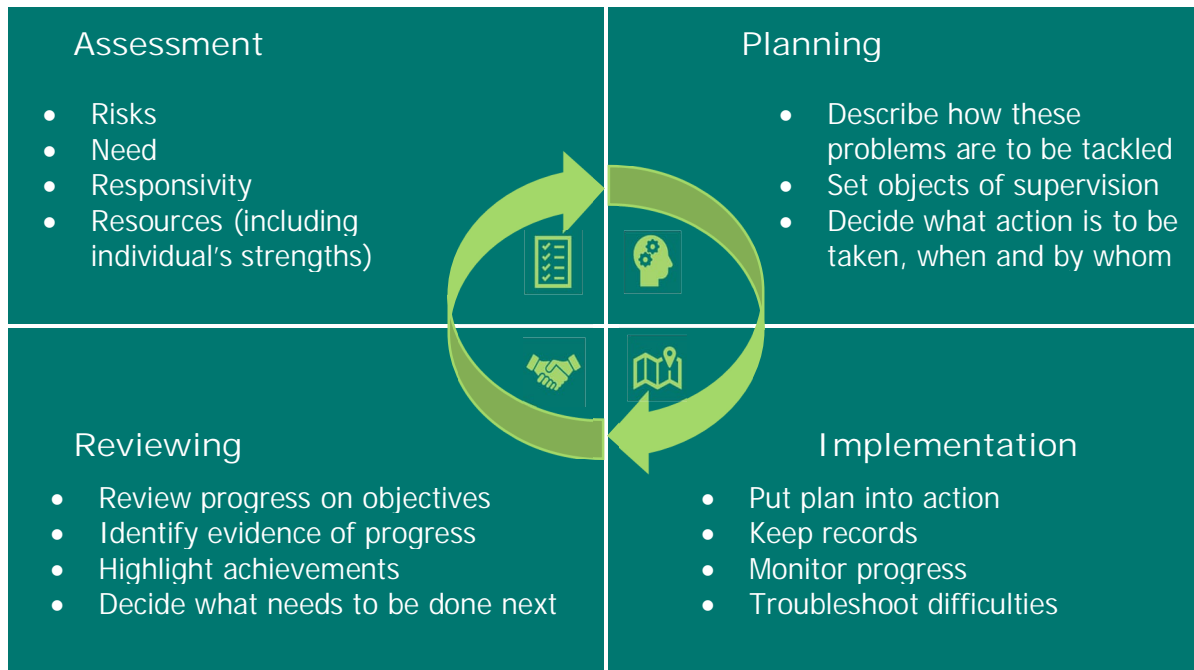 Assessment
• Risks
• Need
• Responsivity
• Resources (including
individual's strengths)
Planning
• Describe how these
problems are to be tackled
• Set objects of supervision
• Decide what action is to be
taken, when and by whom
Reviewing
• Review progress on objectives
• Identify evidence of progress
• Highlight achievements
• Decide what needs to be done next
Implementation
• Put plan into action
• Keep records
• Monitor progress
• Troubleshoot difficulties